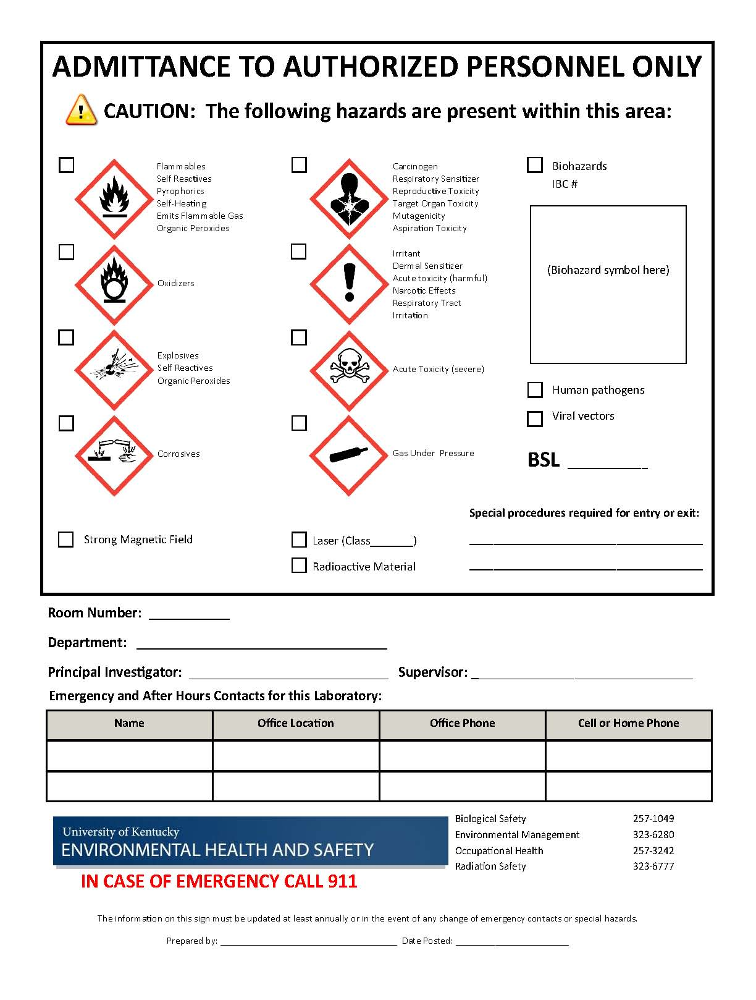 ADMITTANCE TO AUTHORIZED PERSONNEL ONLY
CAUTION:  The following hazards are present within this area:
Flammables
Self Reactives
Pyrophorics
Self-Heating
Emits Flammable Gas
Organic Peroxides
Oxidizers
Explosives
Self Reactives
Organic Peroxides
Corrosives
Strong Magnetic Field
Carcinogen
Respiratory Sensitizer
Reproductive Toxicity
Target Organ Toxicity
Mutagenicity
Aspiration Toxicity
Irritant
Dermal Sensitizer
Acute toxicity (harmful)
Narcotic Effects
Respiratory Tract
Irritation
Acute Toxicity (severe)
Gas Under  Pressure
Laser (Class_______)
Radioactive Material
Biohazards
IBC #
(Biohazard symbol here)
Human pathogens
Viral vectors
BSL ________
Special procedures required for entry or exit:
Room Number: ___________
Department: __________________________________
Principal Investigator: ___________________________ Supervisor: ______________________________
Emergency and After Hours Contacts for this Laboratory:
Name Office Location Office Phone Cell or Home Phone
University of Kentucky
ENVIRONMENTAL HEALTH AND SAFETY
IN CASE OF EMERGENCY CALL 911
Biological Safety 257-1049
Environmental Management 323-6280
Occupational Health 257-3242
Radiation Safety 323-6777
The information on this sign must be updated at least annually or in the event of any change of emergency contacts or special hazards.
Prepared by: ____________________________________ Date Posted: _______________________